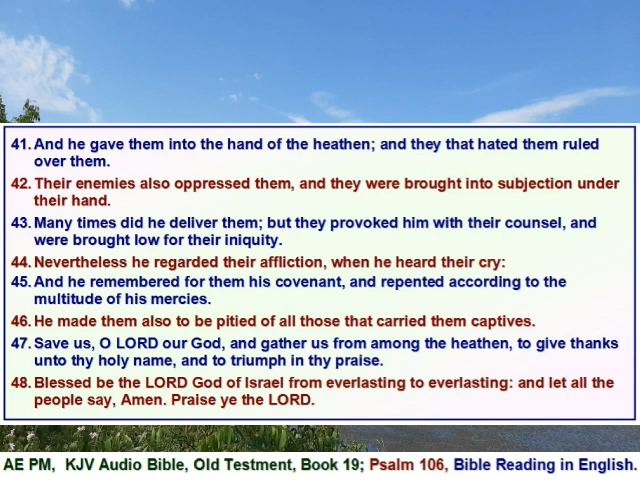 41. And he gave them into the hand of the heathen; and they that hated them ruled
over them.
42. Their enemies also oppressed them, and they were brought into subjection under
their hand.
43. Many times did he deliver them; but they provoked him with their counsel, and
were brought low for their iniquity.
44. Nevertheless he regarded their affliction, when he heard their cry:
45. And he remembered for them his covenant, and repented according to the
multitude of his mercies.
46. He made them also to be pitied of all those that carried them captives.
47. Save us, O LORD our God, and gather us from among the heathen, to give thanks
unto thy holy name, and to triumph in thy praise.
48. Blessed be the LORD God of Israel from everlasting to everlasting: and let all the
people say, Amen. Praise ye the LORD.
AE PM, KJV Audio Bible, Old Testment, Book 19; Psalm 106, Bible Reading in English.